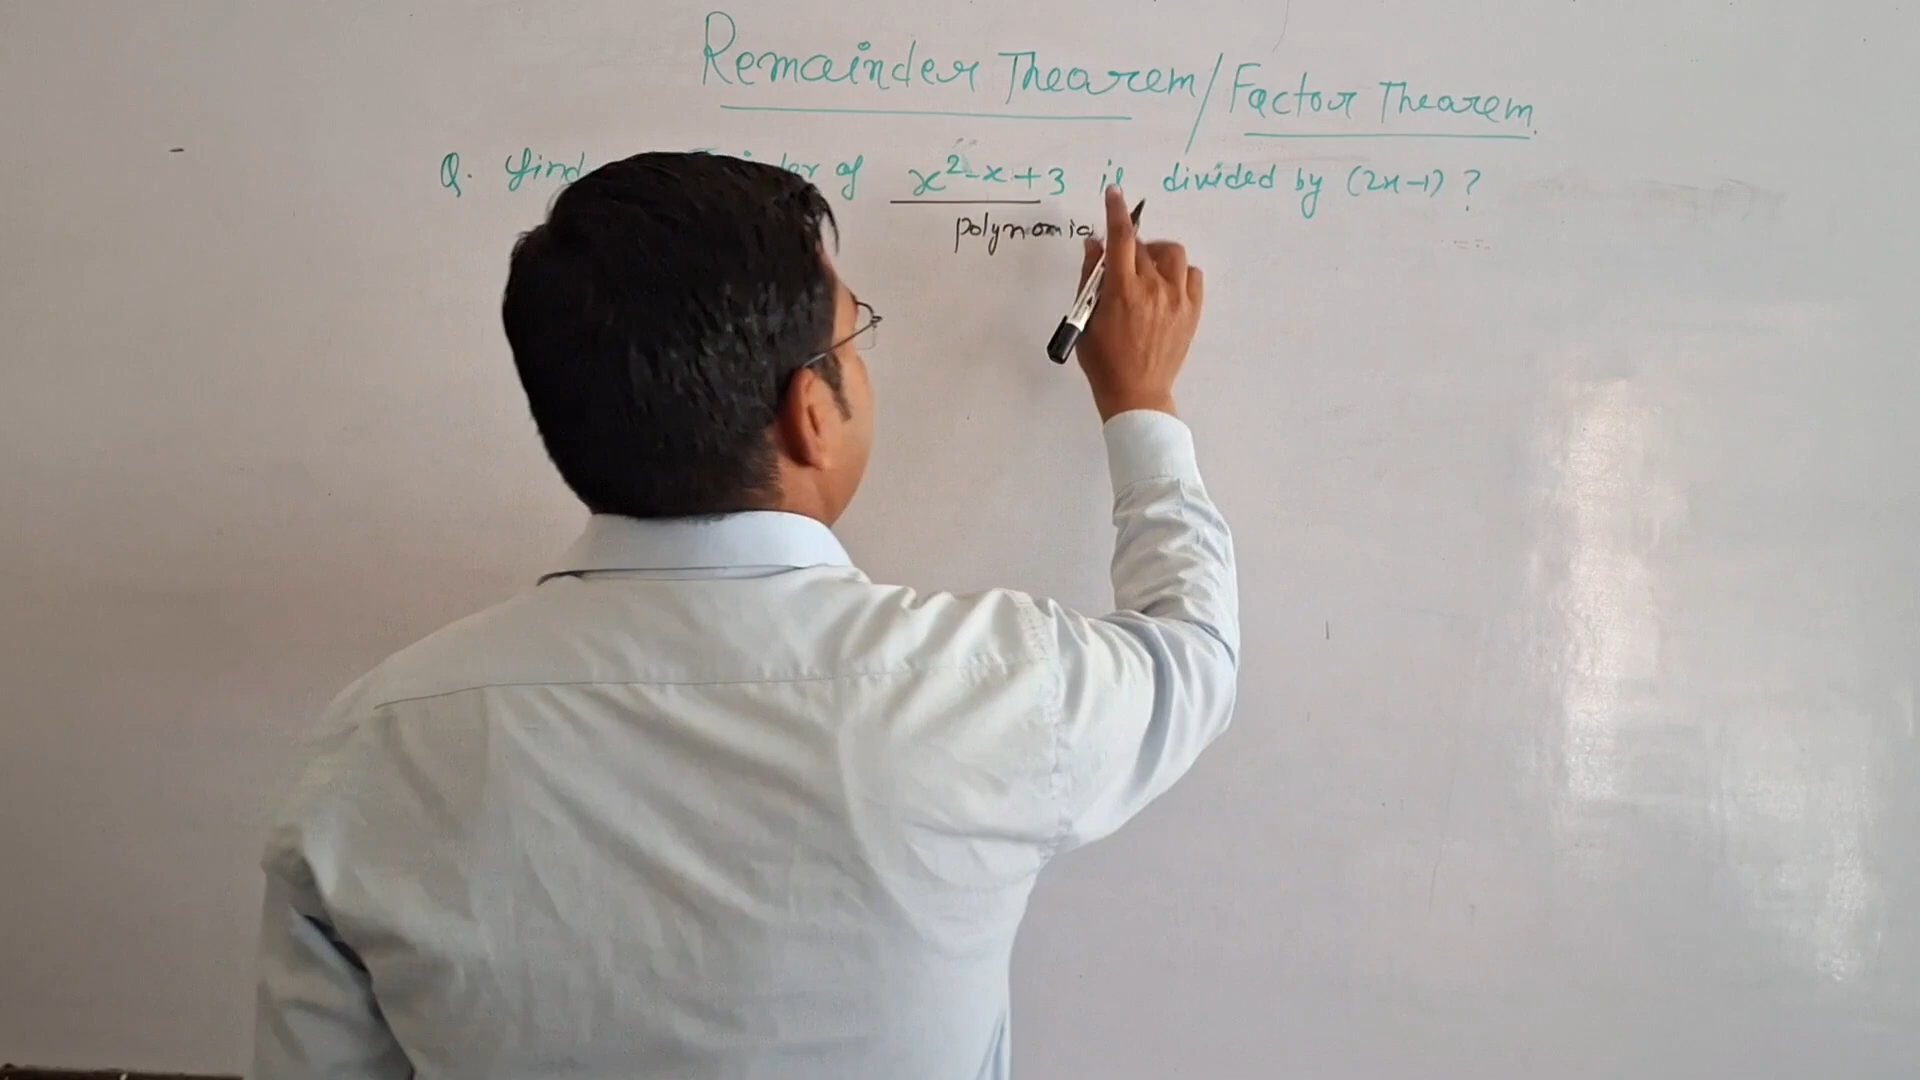 Remainder Thearem / Factor Thearem
Q. find of x²-x+3 is divided by (2x-1) ?
polynomia